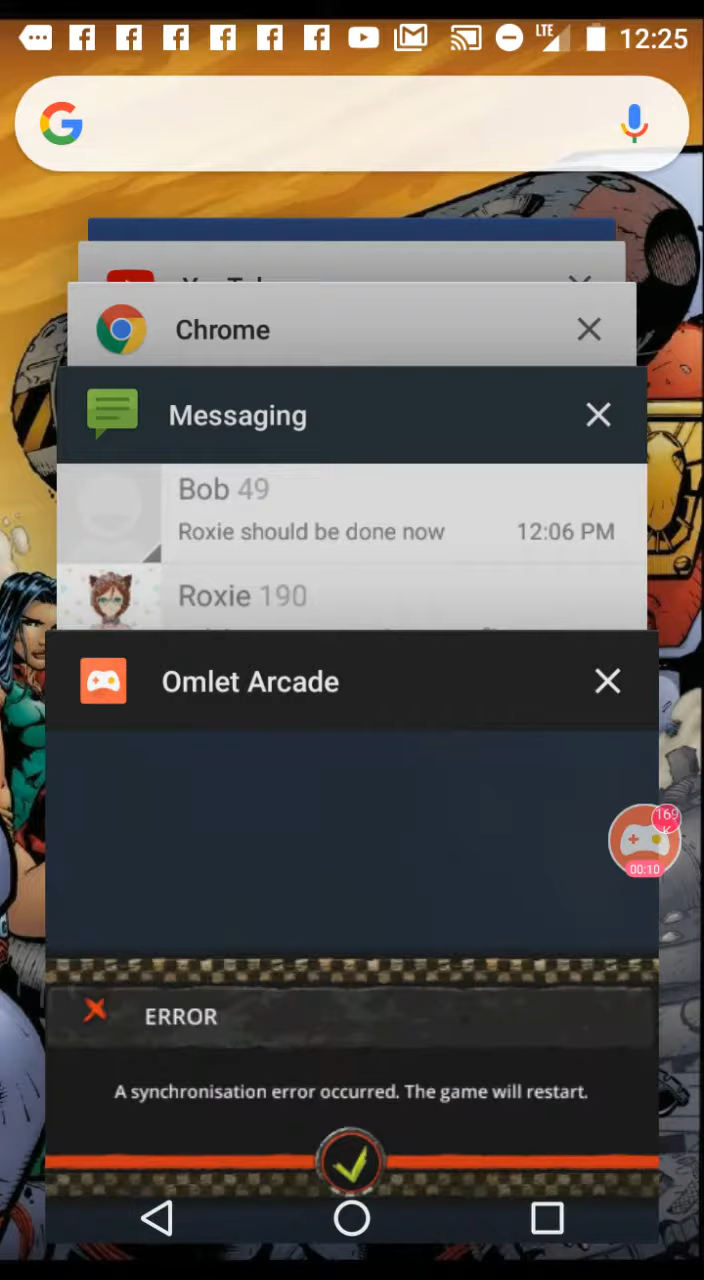 LTE 12:25
G
Chrome
Messaging
Bob 49
Roxie should be done now 12:06 PM
Roxie 190
Omlet Arcade
169
K
00:10
ERROR
A synchronisation error occurred. The game will restart.